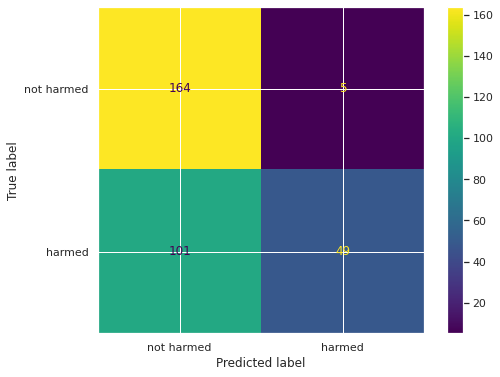 160
not harmed
164
5
140
120
100
harmed
101
49
80
60
40
20
not harmed
harmed
True label
Predicted label